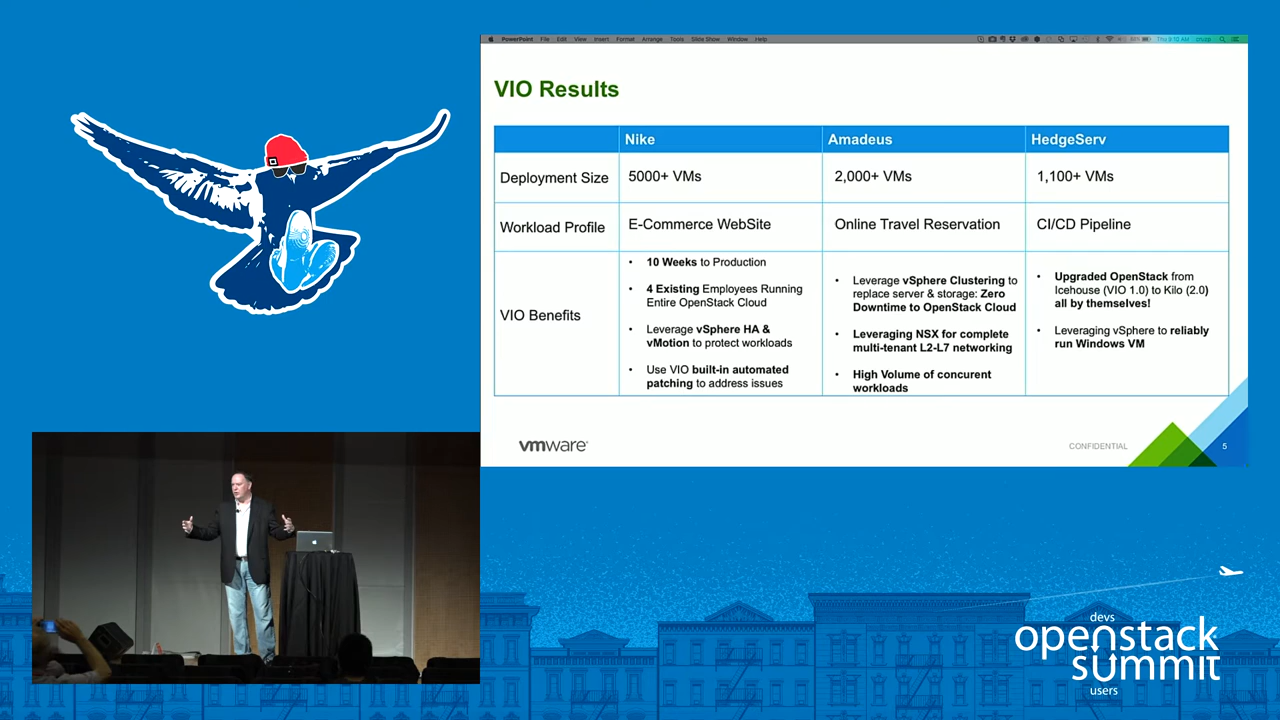 PowerPoint File Edit View Insert Format Arrange Tools Slide Show Window Help
VIO Results
Nike Amadeus HedgeServ
Deployment Size 5000+ VMs 2,000+ VMs 1,100+ VMs
Workload Profile E-Commerce WebSite Online Travel Reservation CI/CD Pipeline
VIO Benefits
• 10 Weeks to Production
• 4 Existing Employees Running
Entire OpenStack Cloud
• Leverage vSphere HA &
vMotion to protect workloads
• Use VIO built-in automated
patching to address issues
• Leverage vSphere Clustering to
replace server & storage: Zero
Downtime to OpenStack Cloud
• Leveraging NSX for complete
multi-tenant L2-L7 networking
• High Volume of concurent
workloads
• Upgraded OpenStack from
Icehouse (VIO 1.0) to Kilo (2.0)
all by themselves!
• Leveraging vSphere to reliably
run Windows VM
vmware
CONFIDENTIAL 5
devs
openstack
summit
users